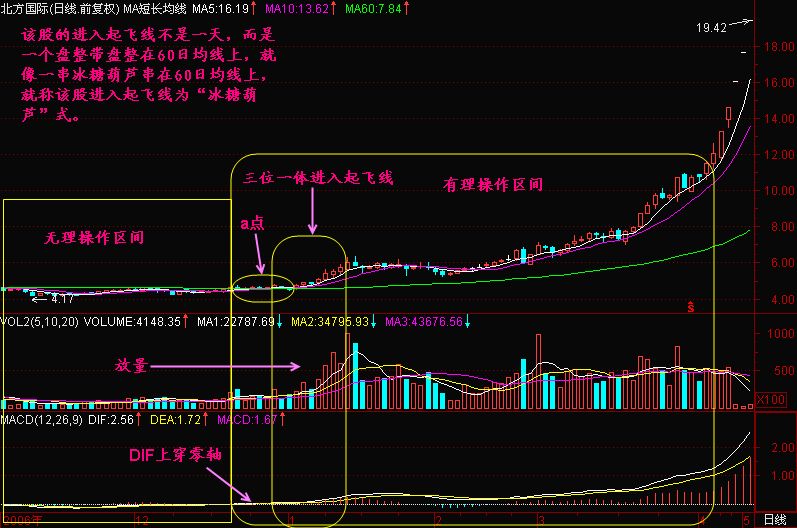 北方国际(日线.前复权) MA短长均线 MA5:16.19↑ MA10:13.62↑ MA60:7.84↑
19.42
该股的进入起飞线不是一天，而是
一个盘整带盘整在60日均线上，就
像一串冰糖葫芦串在60日均线上，
就称该股进入起飞线为“冰糖葫
芦”式。
18.00
16.00
14.00
12.00
10.00
8.00
6.00
4.00
三位一体进入起飞线
有理操作区间
无理操作区间
a点
4.17
ŝ
VOL2(5,10,20) VOLUME:4148.35↑ MA1:22787.69↓ MA2:34795.93↓ MA3:43676.56↓
1000
500
X100
放量
MACD(12,26,9) DIF:2.56↑ DEA:1.72↑ MACD:1.67↑
2.00
1.00
DIF上穿零轴
2006年 12 1 2 3 4 5 日线